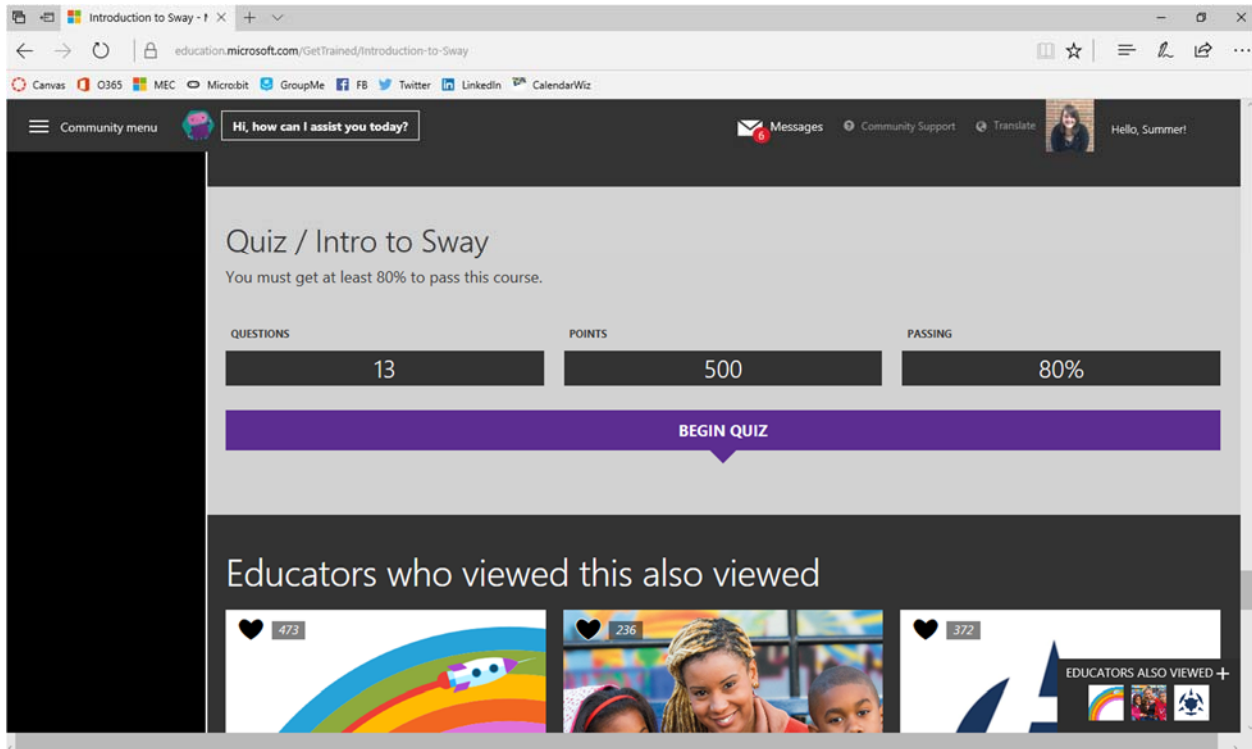 Introduction to Sway -
education.microsoft.com/GetTrained/Introduction-to-Sway
Canvas O365 MEC Micro:bit GroupMe FB Twitter LinkedIn CalendarWiz
Community menu Hi, how can I assist you today? 6 Messages Community Support Translate Hello, Summer!
Quiz / Intro to Sway
You must get at least 80% to pass this course.
QUESTIONS POINTS PASSING
13 500 80%
BEGIN QUIZ
Educators who viewed this also viewed
473 236 372
EDUCATORS ALSO VIEWED +